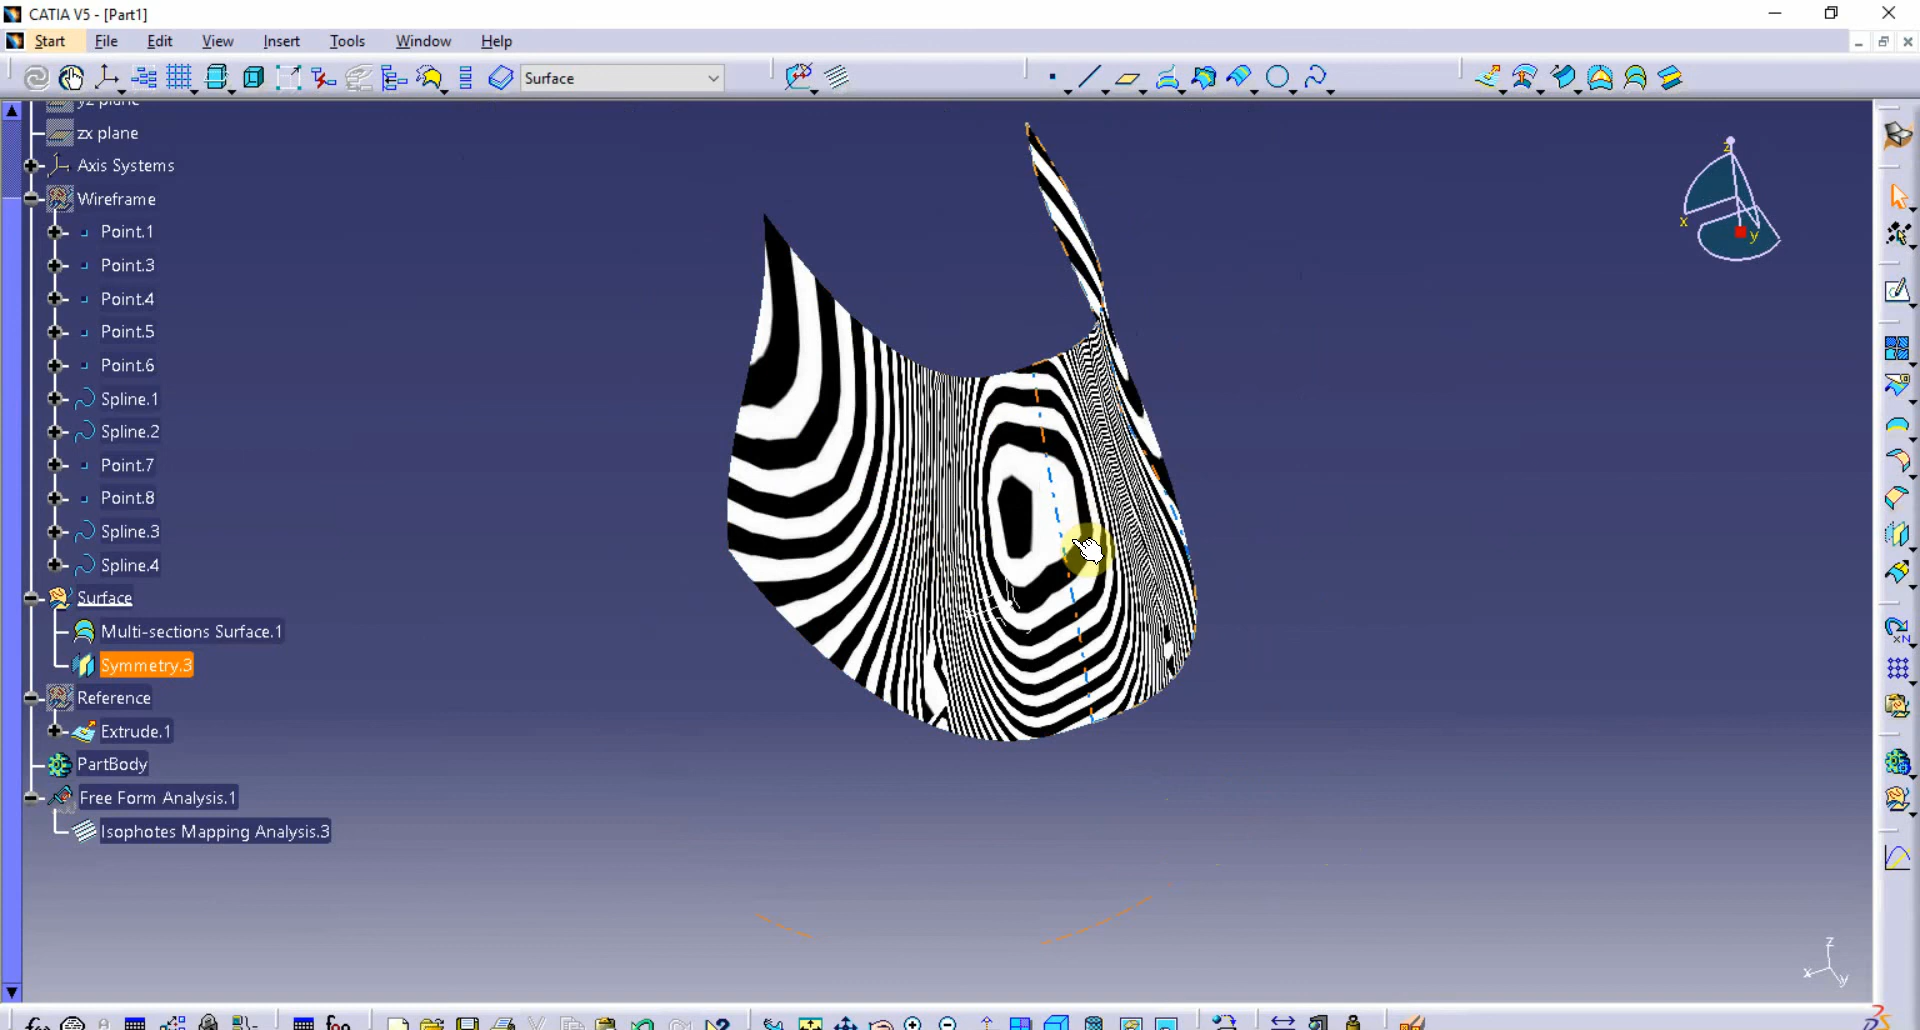 CATIA V5 - [Part1]
Start File Edit View Insert Tools Window Help
Surface
yz plane
zx plane
Axis Systems
Wireframe
Point.1
Point.3
Point.4
Point.5
Point.6
Spline.1
Spline.2
Point.7
Point.8
Spline.3
Spline.4
Surface
Multi-sections Surface.1
Symmetry.3
Reference
Extrude.1
PartBody
Free Form Analysis.1
Isophotes Mapping Analysis.3
z
x
y
z
x
y